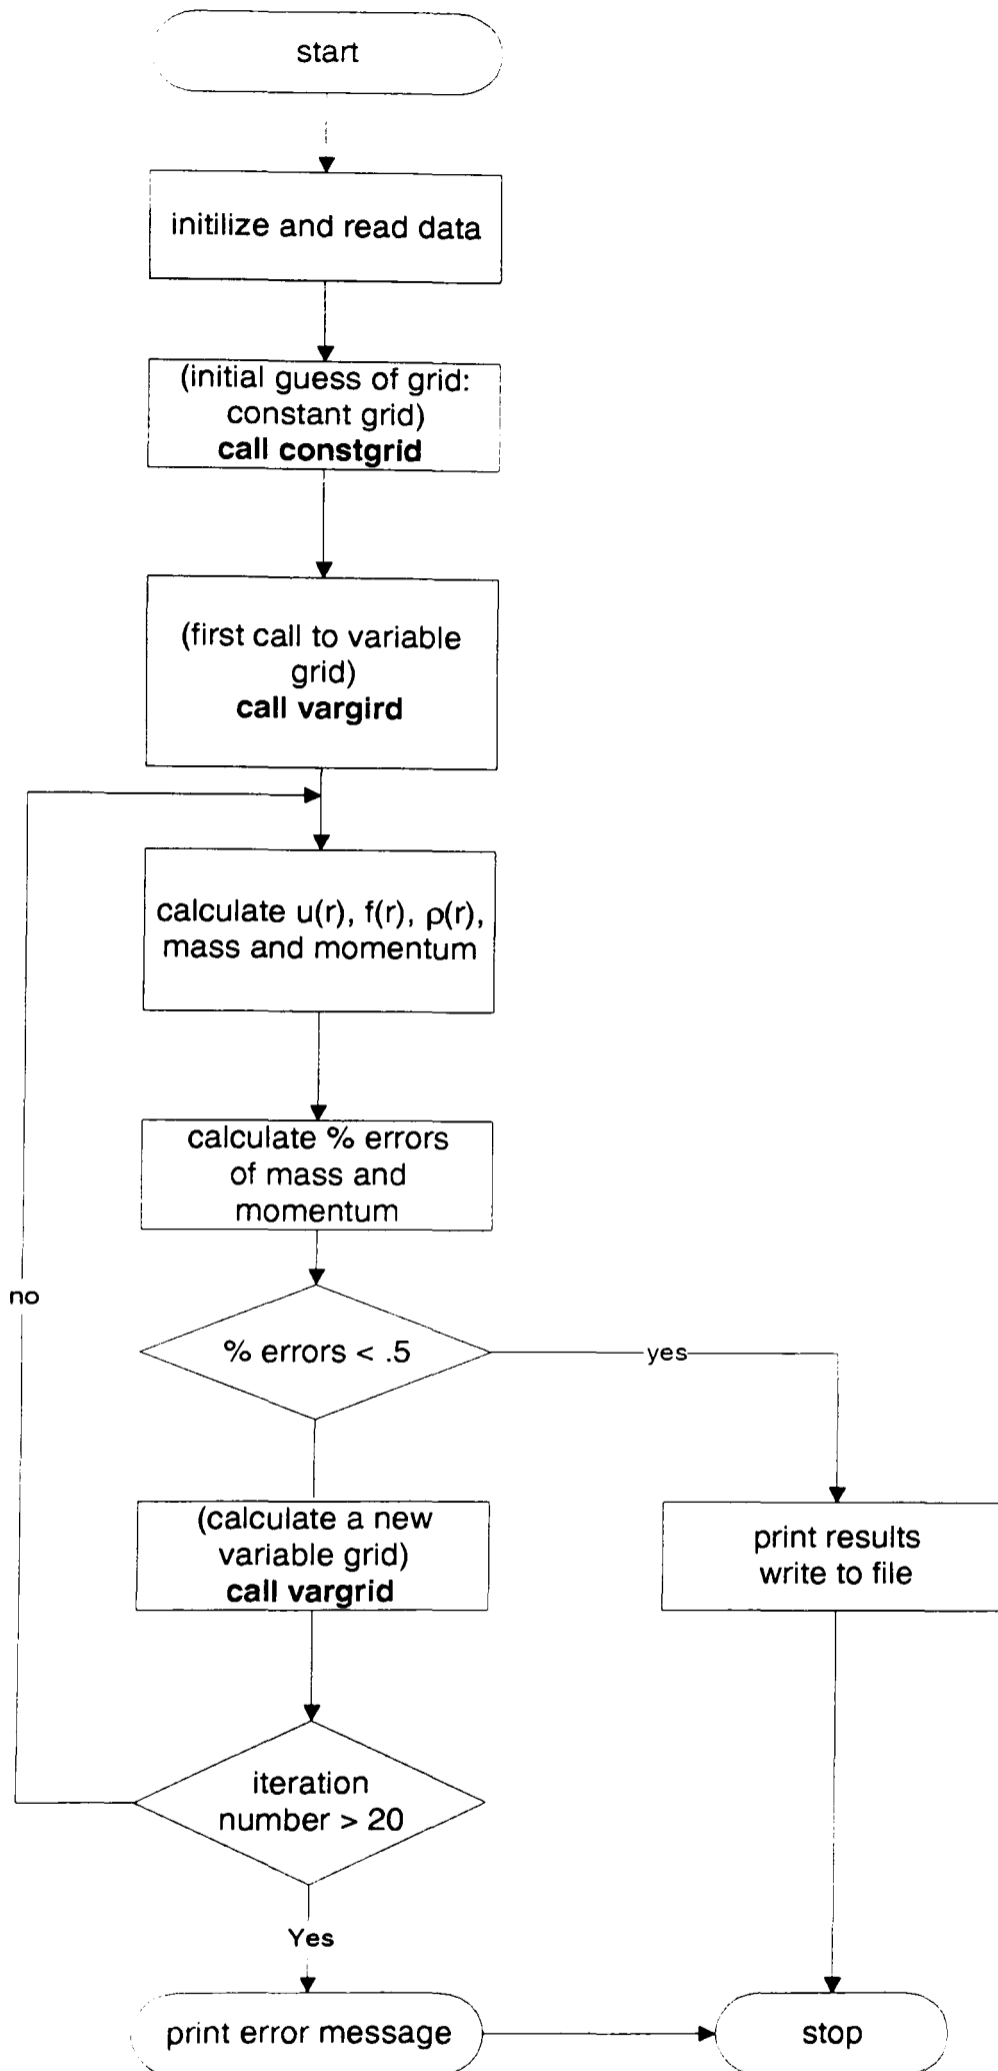 start
initilize and read data
(initial guess of grid:
constant grid)
call constgrid
(first call to variable
grid)
call vargird
calculate u(r), f(r), ρ(r),
mass and momentum
calculate % errors
of mass and
momentum
no
% errors < .5
yes
(calculate a new
variable grid)
call vargrid
print results
write to file
iteration
number > 20
Yes
print error message
stop